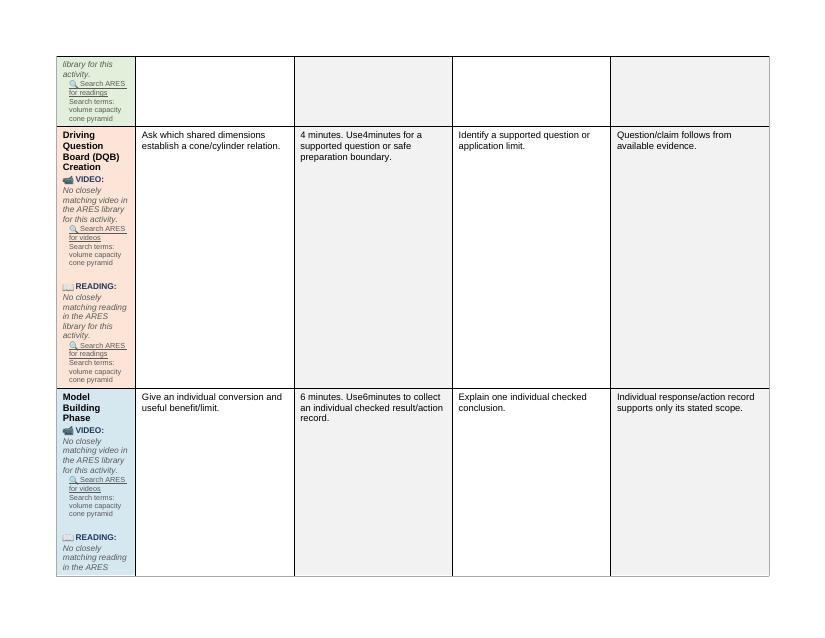 library for this
activity.
🔍 Search ARES
for readings
Search terms:
volume capacity
cone pyramid
Driving
Question
Board (DQB)
Creation
📹 VIDEO:
No closely
matching video in
the ARES library
for this activity.
🔍 Search ARES
for videos
Search terms:
volume capacity
cone pyramid
📖 READING:
No closely
matching reading
in the ARES
library for this
activity.
🔍 Search ARES
for readings
Search terms:
volume capacity
cone pyramid
Ask which shared dimensions
establish a cone/cylinder relation.
4 minutes. Use4minutes for a
supported question or safe
preparation boundary.
Identify a supported question or
application limit.
Question/claim follows from
available evidence.
Model
Building
Phase
📹 VIDEO:
No closely
matching video in
the ARES library
for this activity.
🔍 Search ARES
for videos
Search terms:
volume capacity
cone pyramid
📖 READING:
No closely
matching reading
in the ARES
Give an individual conversion and
useful benefit/limit.
6 minutes. Use6minutes to collect
an individual checked result/action
record.
Explain one individual checked
conclusion.
Individual response/action record
supports only its stated scope.